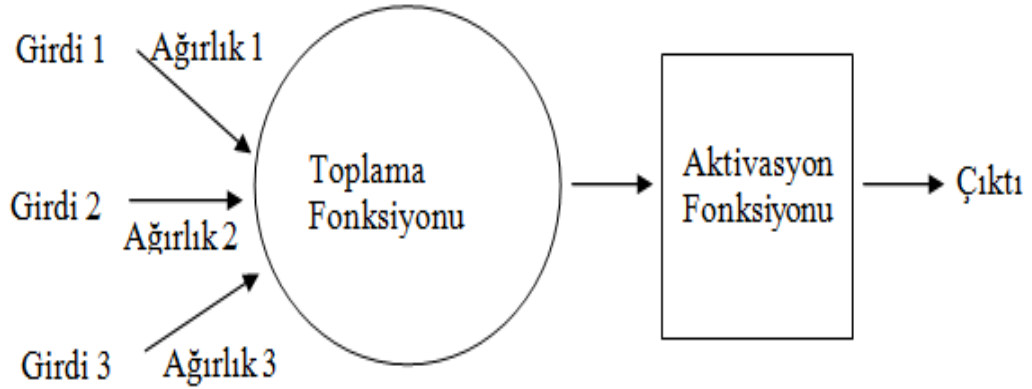 Girdi 1
Ağırlık 1
Girdi 2
Ağırlık 2
Girdi 3
Ağırlık 3
Toplama
Fonksiyonu
Aktivasyon
Fonksiyonu
Çıktı